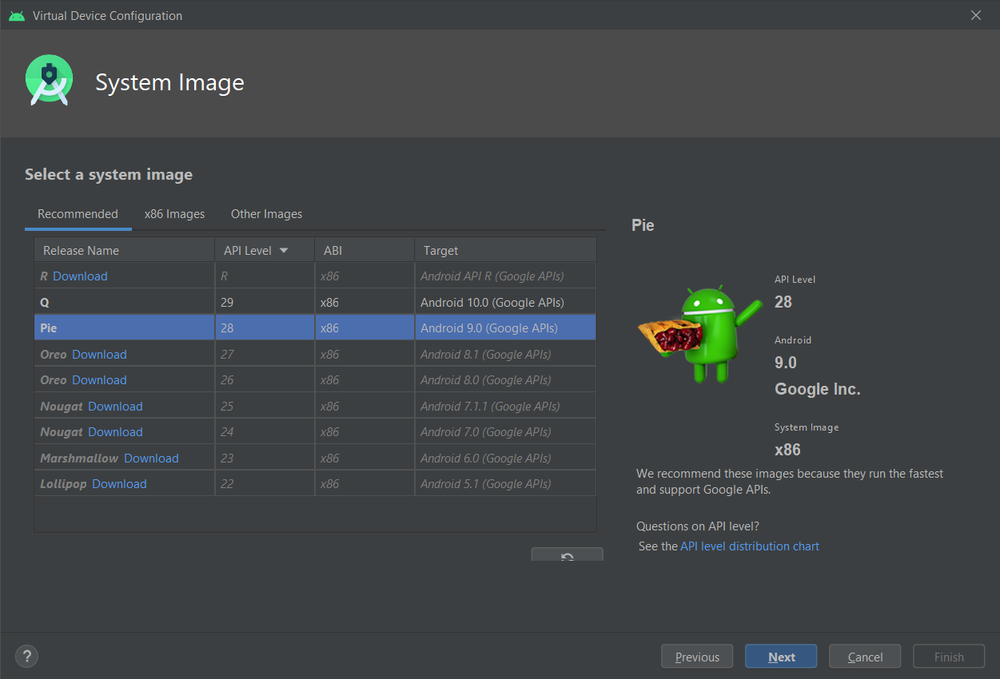 Virtual Device Configuration
System Image
Select a system image
Recommended x86 Images Other Images
Release Name API Level ABI Target
R Download R x86 Android API R (Google APIs)
Q 29 x86 Android 10.0 (Google APIs)
Pie 28 x86 Android 9.0 (Google APIs)
Oreo Download 27 x86 Android 8.1 (Google APIs)
Oreo Download 26 x86 Android 8.0 (Google APIs)
Nougat Download 25 x86 Android 7.1.1 (Google APIs)
Nougat Download 24 x86 Android 7.0 (Google APIs)
Marshmallow Download 23 x86 Android 6.0 (Google APIs)
Lollipop Download 22 x86 Android 5.1 (Google APIs)
Pie
API Level
28
Android
9.0
Google Inc.
System Image
x86
We recommend these images because they run the fastest
and support Google APIs.
Questions on API level?
See the API level distribution chart
? Previous Next Cancel Finish